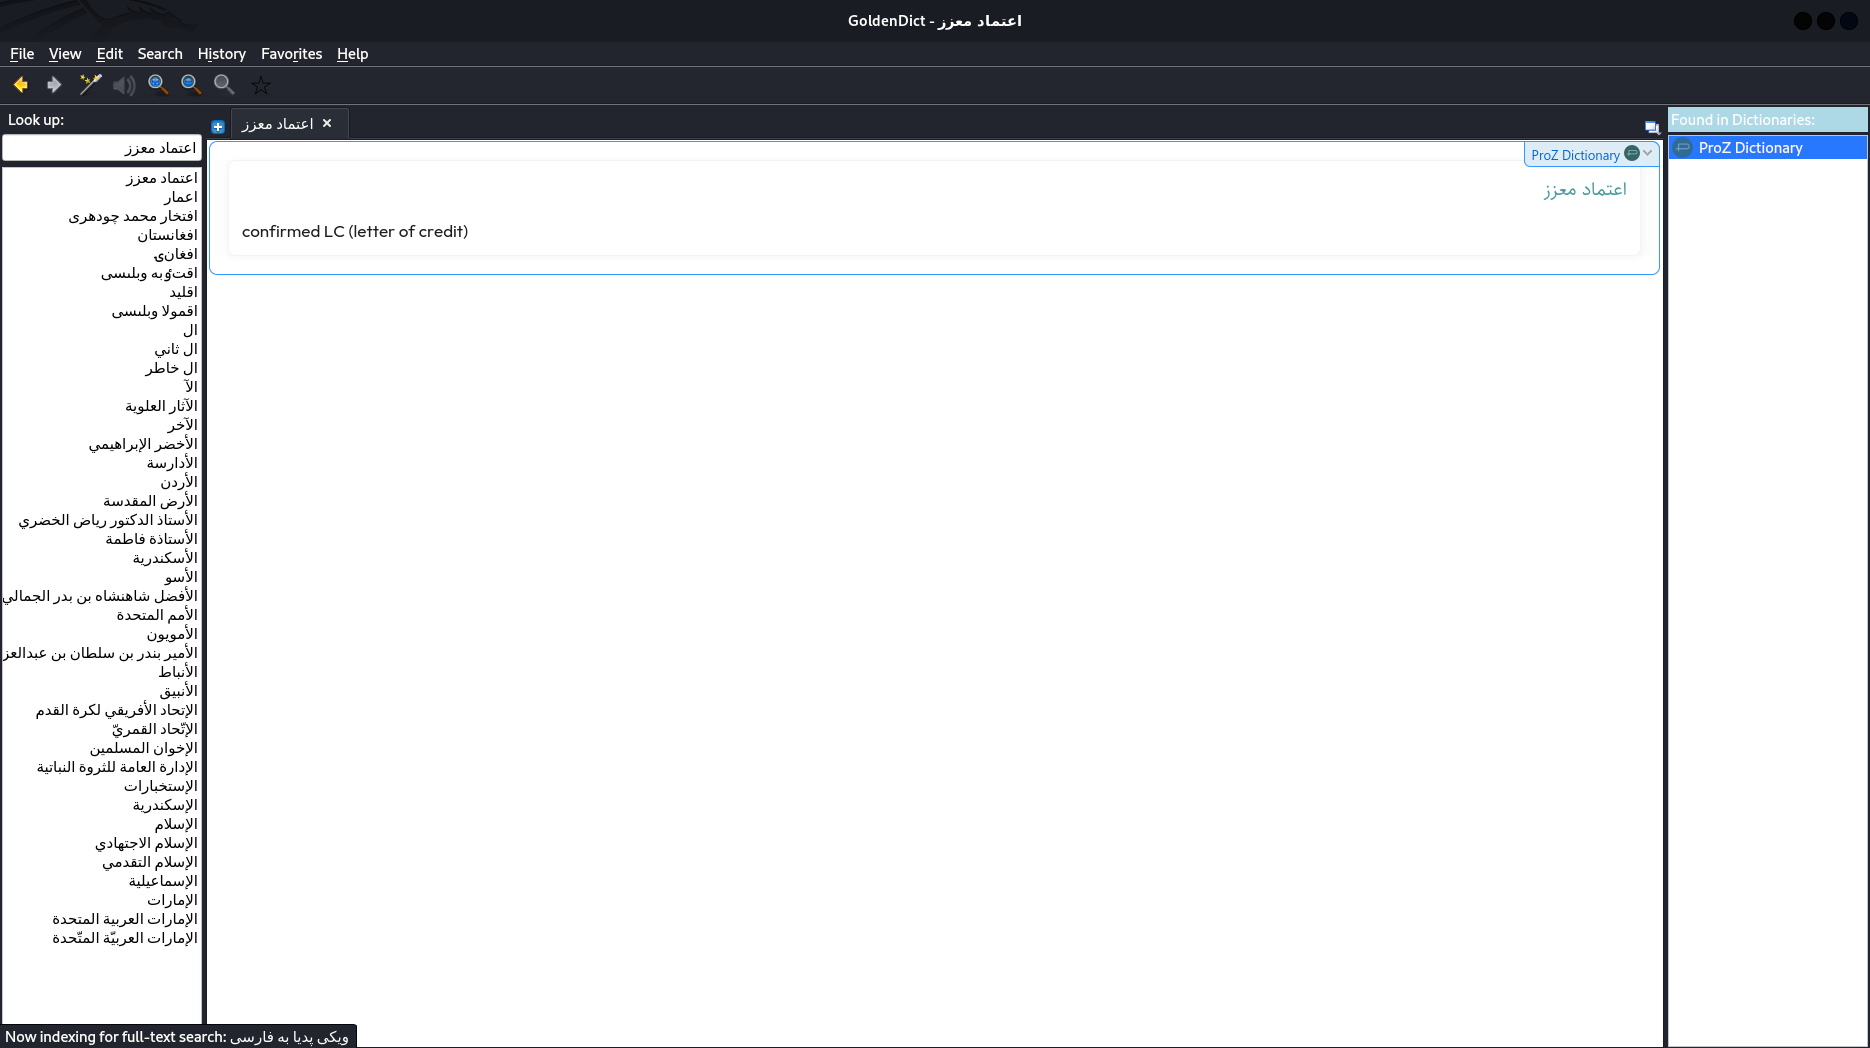 GoldenDict - اعتماد معزز
File View Edit Search History Favorites Help
Look up:
اعتماد معزز
اعتماد معزز
ProZ Dictionary
اعتماد معزز
confirmed LC (letter of credit)
Found in Dictionaries:
ProZ Dictionary
اعتماد معزز
اعمار
افتخار محمد چودهری
افغانستان
افغان
وبلىسى
اقليد
اقمولا وبلىسى
ال
ال ثاني
ال خاطر
الآ
الآثار العلوية
الآخر
الأخضر الإبراهيمي
الأدارسة
الأردن
الأرض المقدسة
الأستاذ الدكتور رياض الخضري
الأستاذة فاطمة
الأسكندرية
الأسو
الأفضل شاهنشاه بن بدر الجمالي
الأمم المتحدة
الأمويون
الأمير بندر بن سلطان بن عبدالعز
الأنباط
الأنبيق
الإتحاد الأفريقي لكرة القدم
الإتّحاد القمريّ
الإخوان المسلمين
الإدارة العامة للثروة النباتية
الإستخبارات
الإسكندرية
الإسلام
الإسلام الاجتهادي
الإسلام التقدمي
الإسماعيلية
الإمارات
الإمارات العربية المتحدة
الإمارات العربيّة المتّحدة
Now indexing for full-text search: ویکی پدیا به فارسی